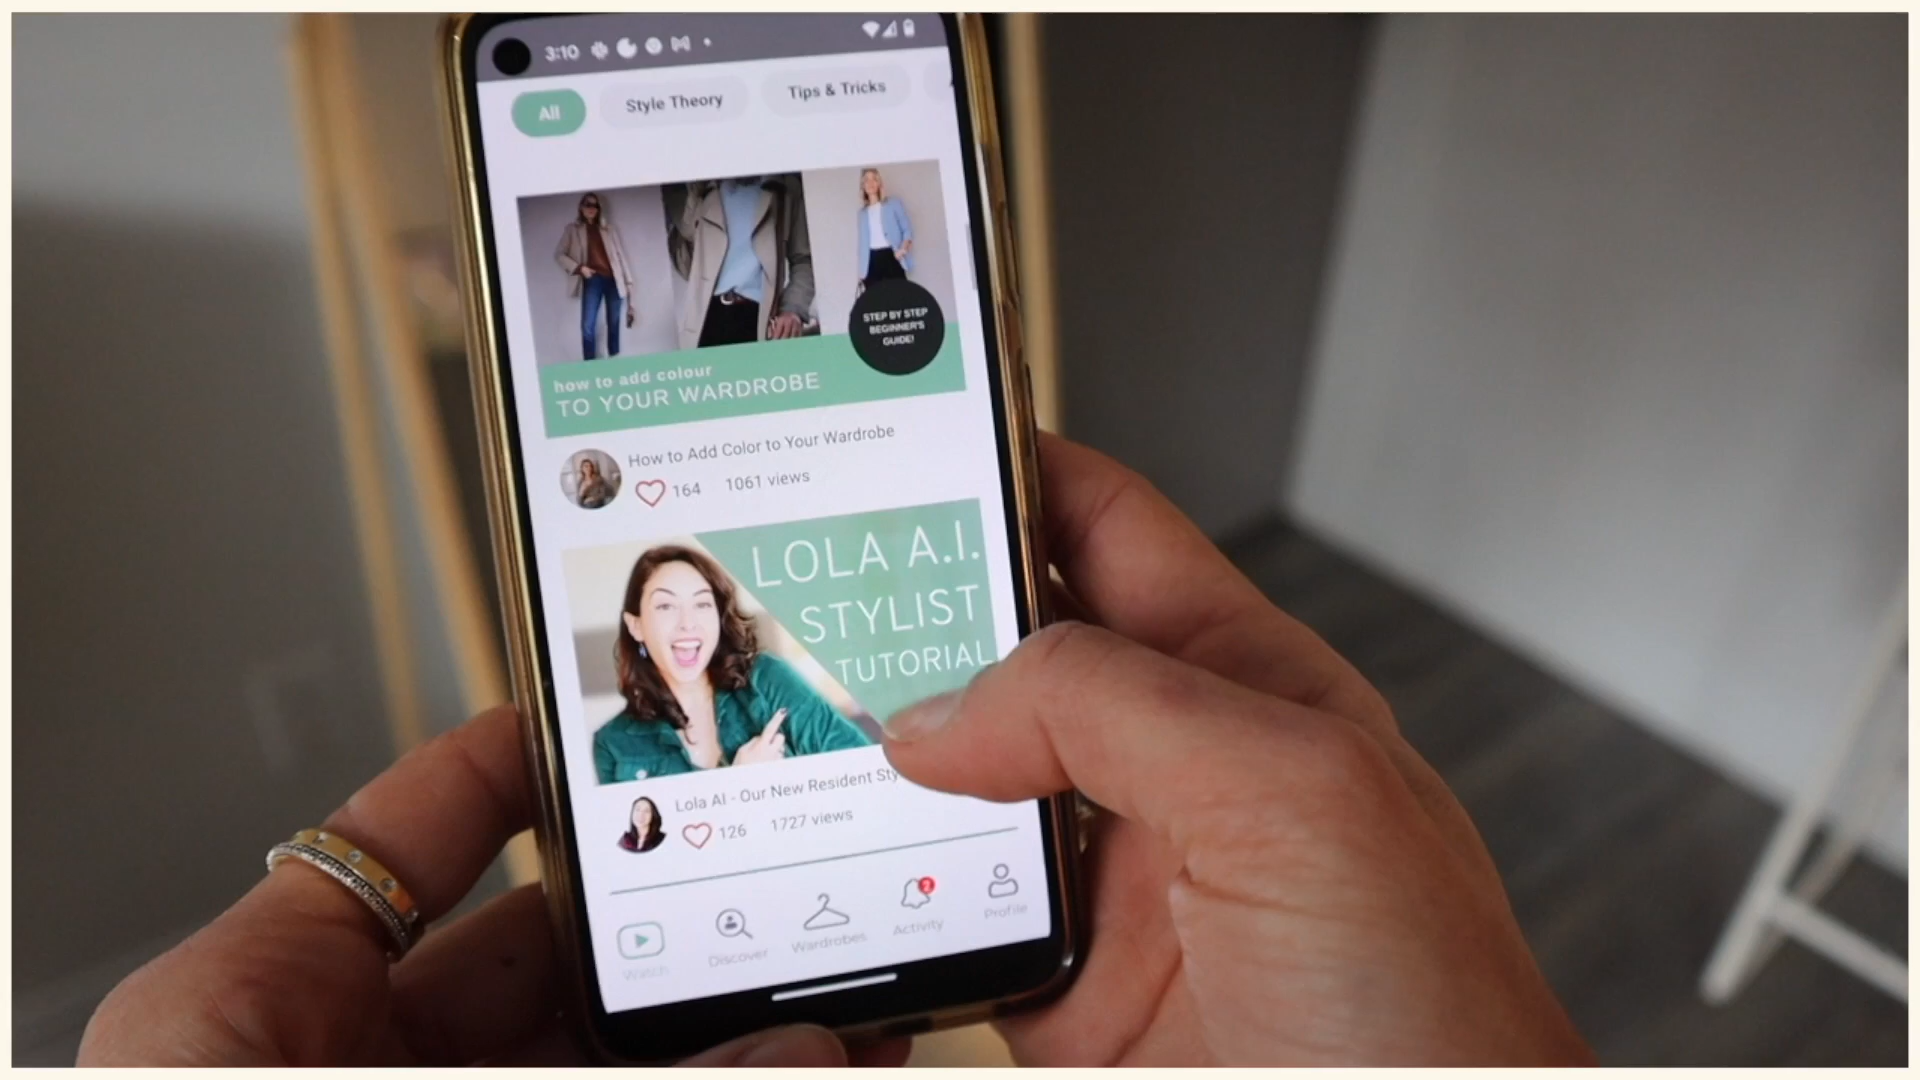 3:10
All
Style Theory
Tips & Tricks
STEP BY STEP
BEGINNER'S
GUIDE!
how to add colour
TO YOUR WARDROBE
How to Add Color to Your Wardrobe
164 1061 views
LOLA A.I.
STYLIST
TUTORIAL
Lola AI - Our New Resident Sty
126 1727 views
Watch
Discover
Wardrobes
2
Activity
Profile